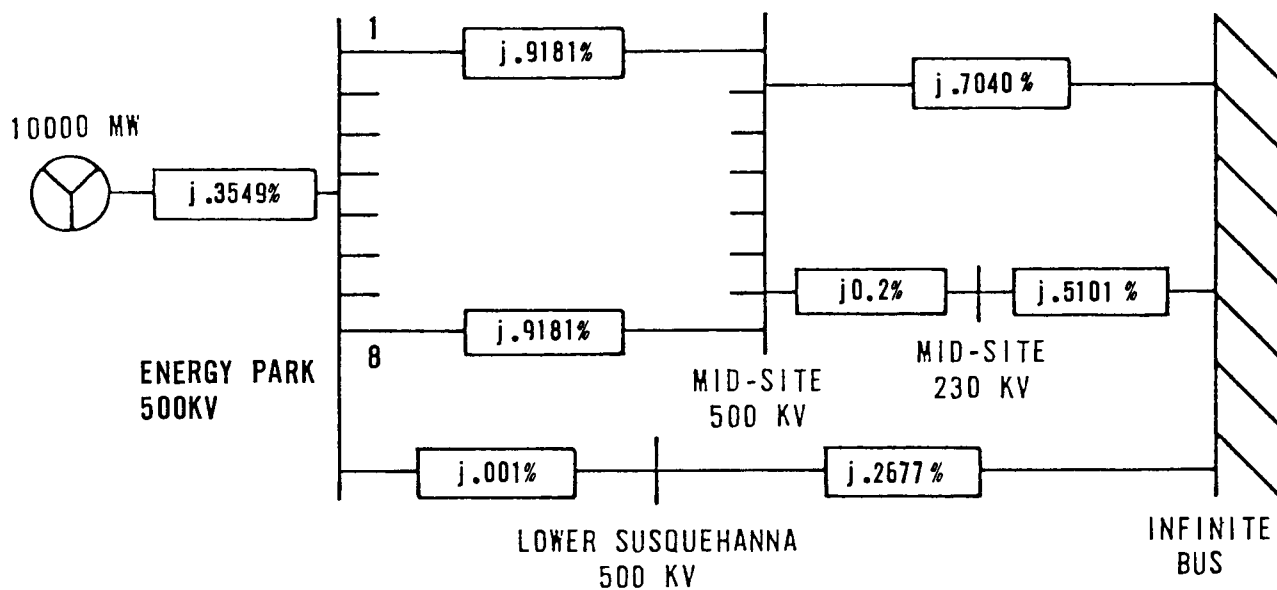 1
j.9181%
j.7040%
10000 MW
j.3549%
j0.2%
j.5101%
j.9181%
8
MID-SITE
230 KV
ENERGY PARK
500KV
MID-SITE
500 KV
j.001%
j.2677%
LOWER SUSQUEHANNA
500 KV
INFINITE
BUS